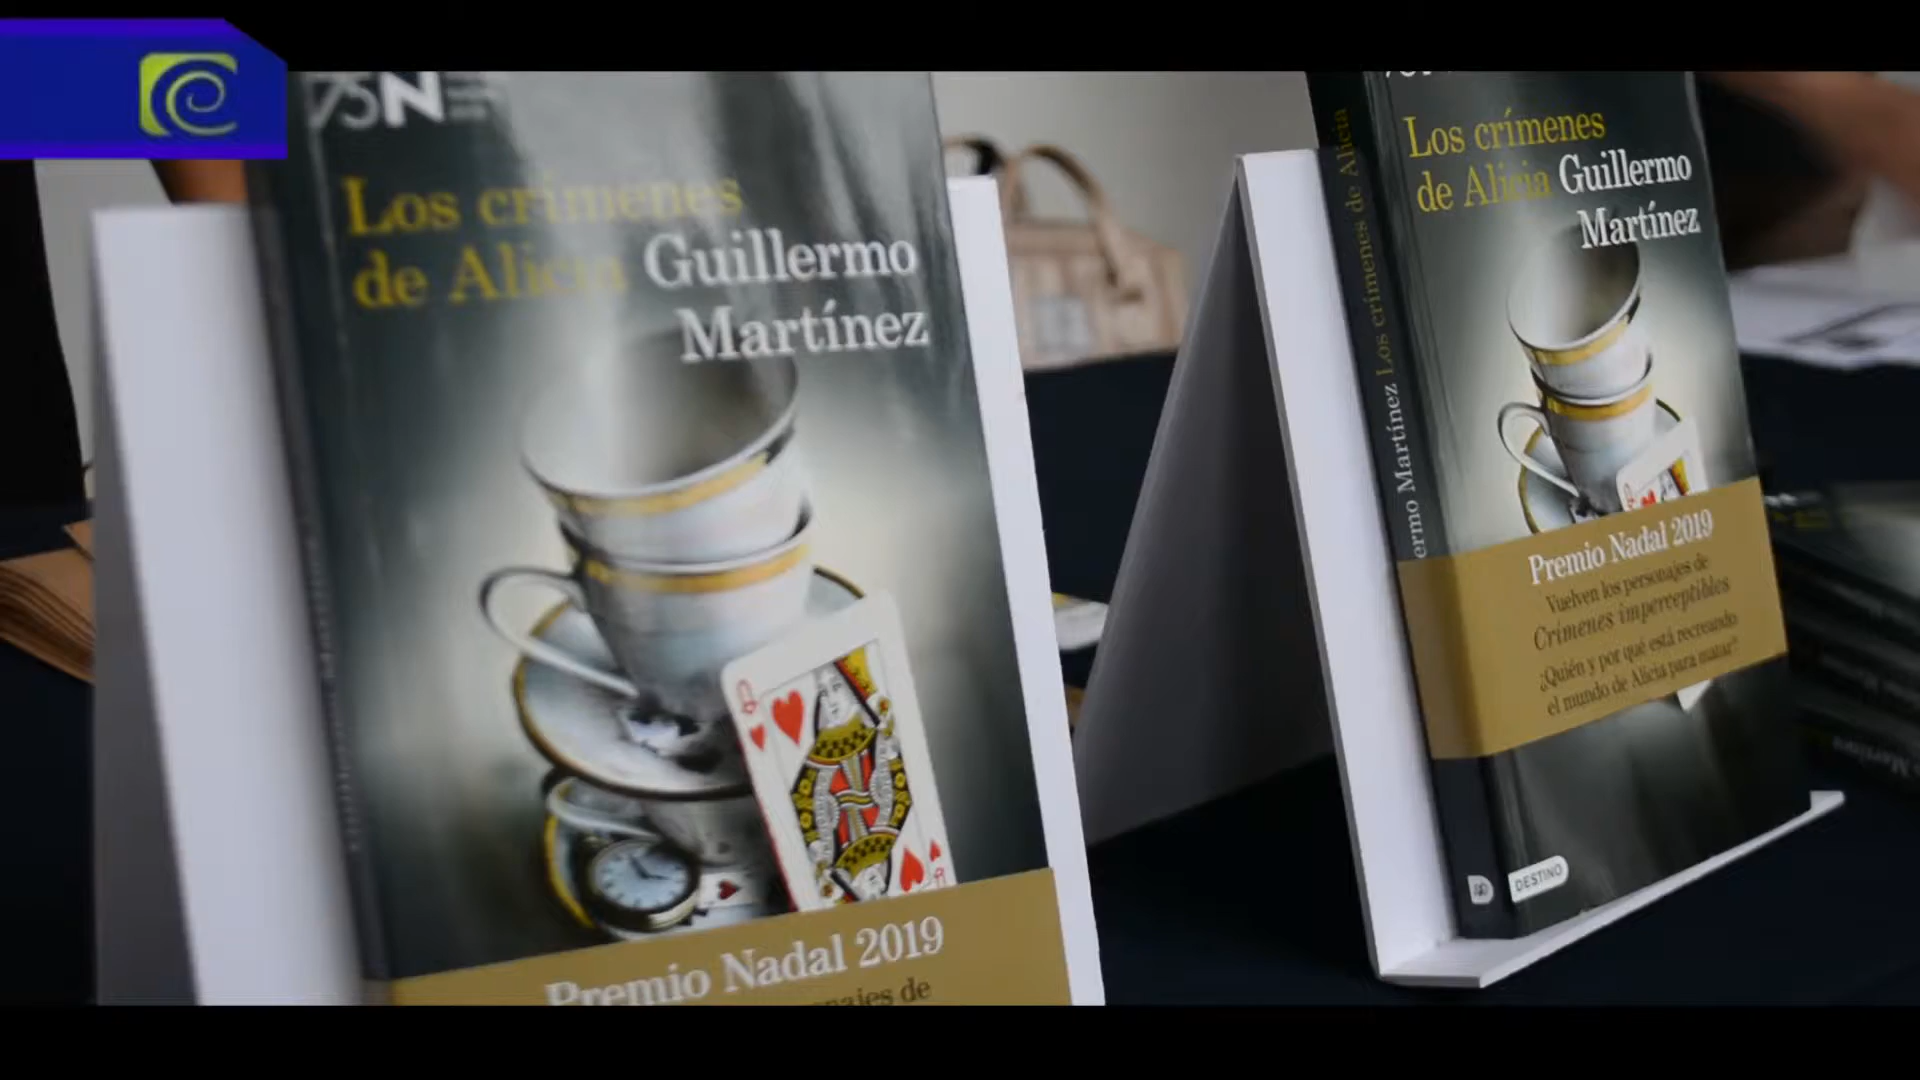 75N
Los crímenes
de Alicia Guillermo
Martínez
Premio Nadal 2019
de
Los crímenes
de Alicia Guillermo
Martínez
Martínez Los crímenes de Alicia
Premio Nadal 2019
Vuelven los personajes de
Crímenes imperceptibles
¿Quién y por qué está recreando
el mundo de Alicia para matar?
DESTINO